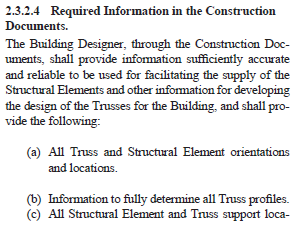 2.3.2.4 Required Information in the Construction
Documents.
The Building Designer, through the Construction Doc-
uments, shall provide information sufficiently accurate
and reliable to be used for facilitating the supply of the
Structural Elements and other information for developing
the design of the Trusses for the Building, and shall pro-
vide the following:
(a) All Truss and Structural Element orientations
and locations.
(b) Information to fully determine all Truss profiles.
(c) All Structural Element and Truss support loca-